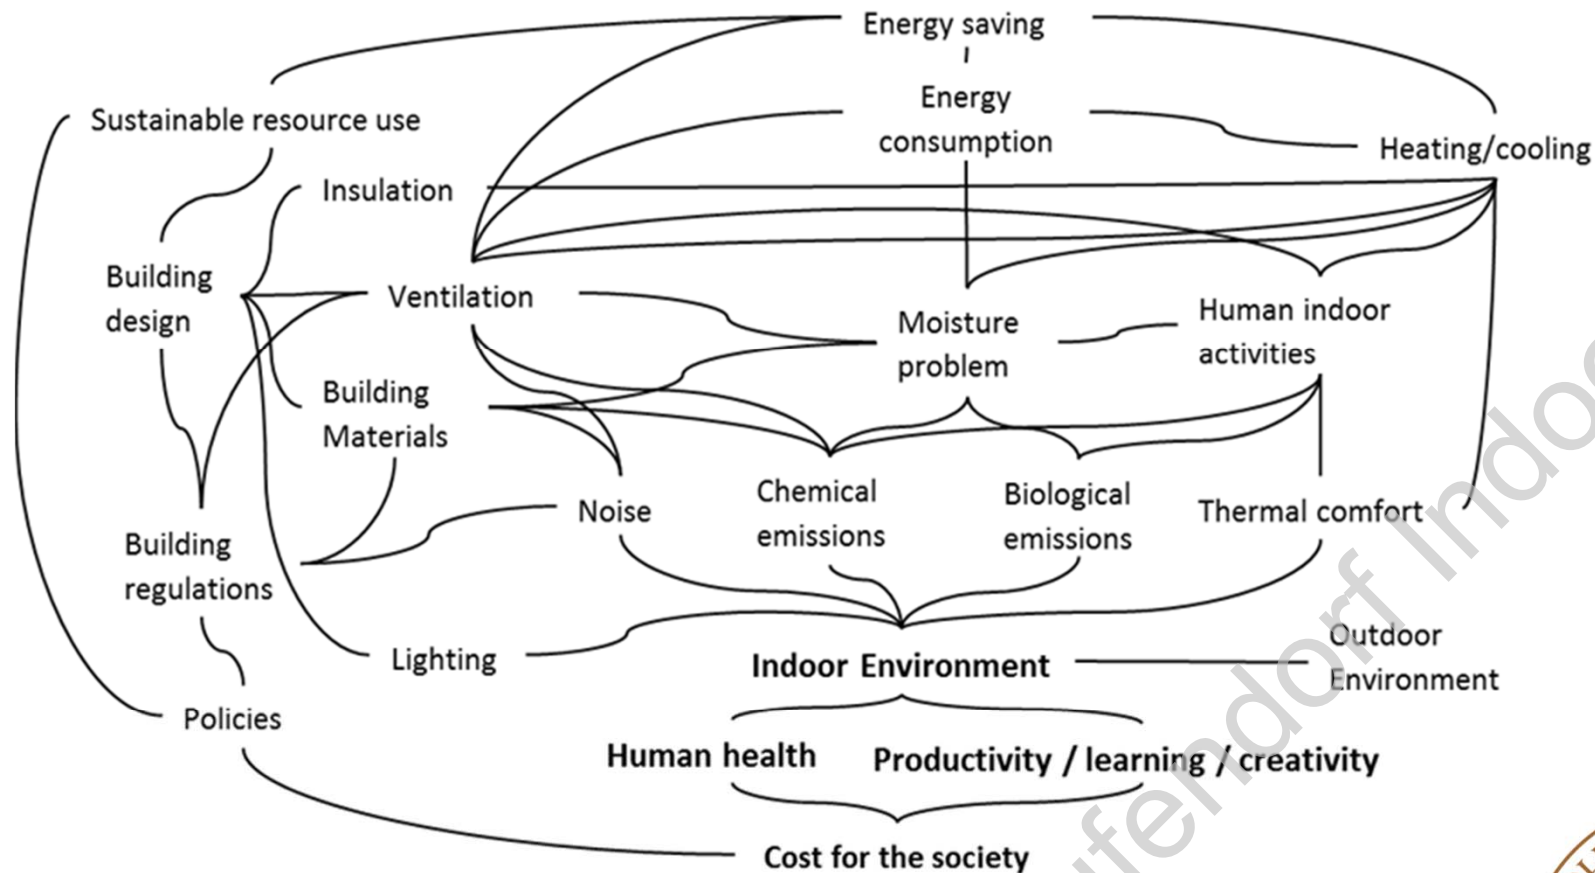 Energy saving
Energy
consumption
Sustainable resource use
Heating/cooling
Insulation
Building
design
Ventilation
Moisture
problem
Human indoor
activities
Building
Materials
Noise
Chemical
emissions
Biological
emissions
Thermal comfort
Building
regulations
Lighting
Indoor Environment
Outdoor
Environment
Policies
Human health
Productivity / learning / creativity
Cost for the society